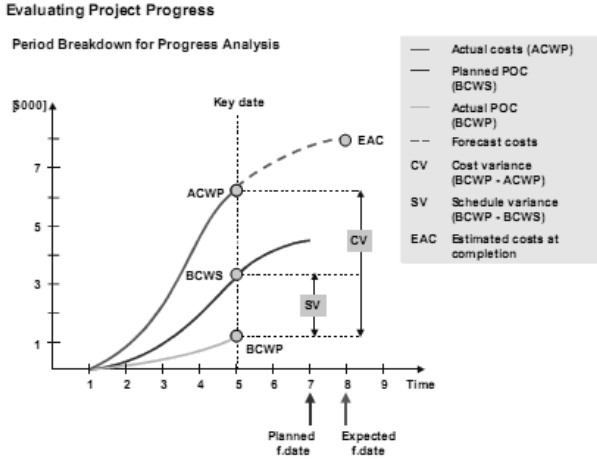 Evaluating Project Progress
Period Breakdown for Progress Analysis
Actual costs (ACWP)
Planned POC
(BCWS)
Actual POC
(BCWP)
Forecast costs
CV Cost variance
(BCWP - ACWP)
SV Schedule variance
(BCWP - BCWS)
EAC Estimated costs at
completion
$000]
Key date
EAC
7
ACWP
5
CV
BCWS
3
SV
1
BCWP
1 2 3 4 5 6 7 8 9 Time
Planned
f.date
Expected
f.date